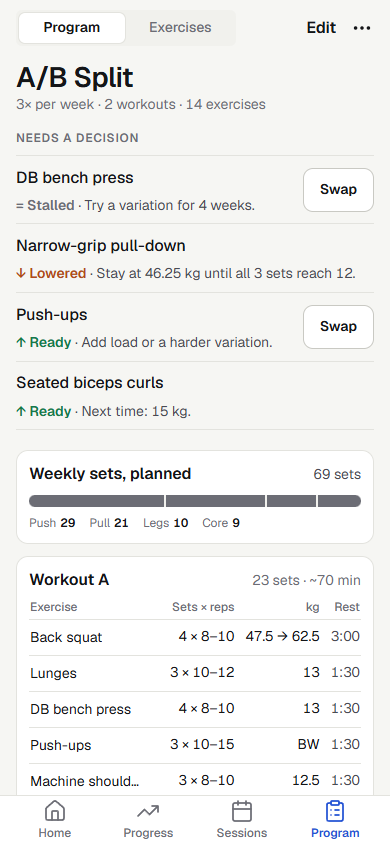 Program Exercises Edit
A/B Split
3× per week · 2 workouts · 14 exercises
NEEDS A DECISION
DB bench press
= Stalled · Try a variation for 4 weeks.
Swap
Narrow-grip pull-down
↓ Lowered · Stay at 46.25 kg until all 3 sets reach 12.
Push-ups
↑ Ready · Add load or a harder variation.
Swap
Seated biceps curls
↑ Ready · Next time: 15 kg.
Weekly sets, planned 69 sets
Push 29 Pull 21 Legs 10 Core 9
Workout A 23 sets · ~70 min
Exercise Sets × reps kg Rest
Back squat 4 × 8–10 47.5 → 62.5 3:00
Lunges 3 × 10–12 13 1:30
DB bench press 4 × 8–10 13 1:30
Push-ups 3 × 10–15 BW 1:30
Machine should… 3 × 8–10 12.5 1:30
Home Progress Sessions Program